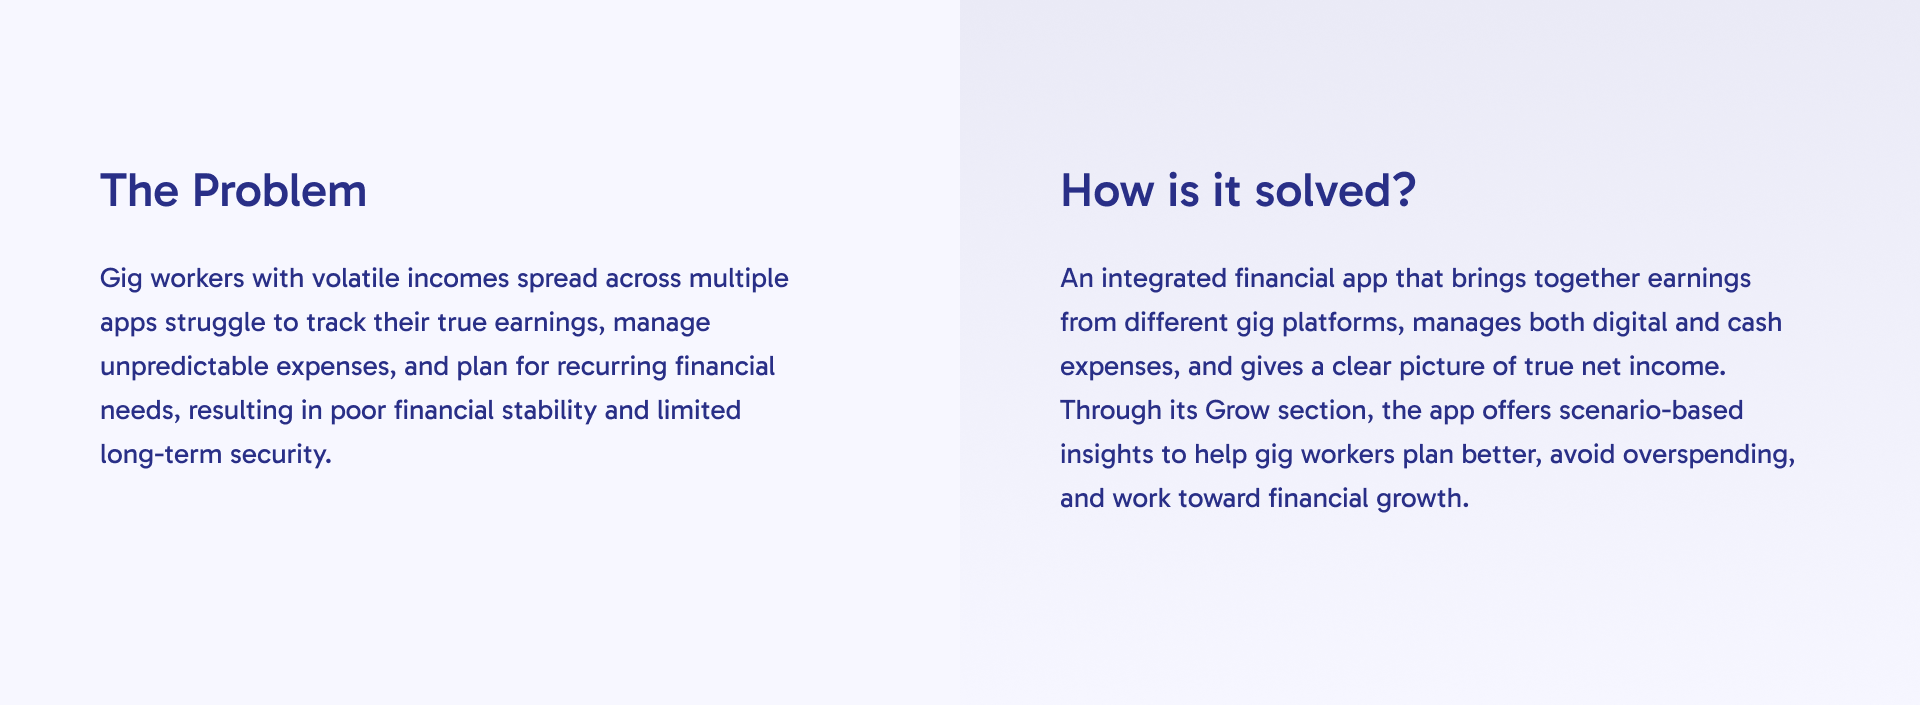 The Problem
Gig workers with volatile incomes spread across multiple
apps struggle to track their true earnings, manage
unpredictable expenses, and plan for recurring financial
needs, resulting in poor financial stability and limited
long-term security.
How is it solved?
An integrated financial app that brings together earnings
from different gig platforms, manages both digital and cash
expenses, and gives a clear picture of true net income.
Through its Grow section, the app offers scenario-based
insights to help gig workers plan better, avoid overspending,
and work toward financial growth.